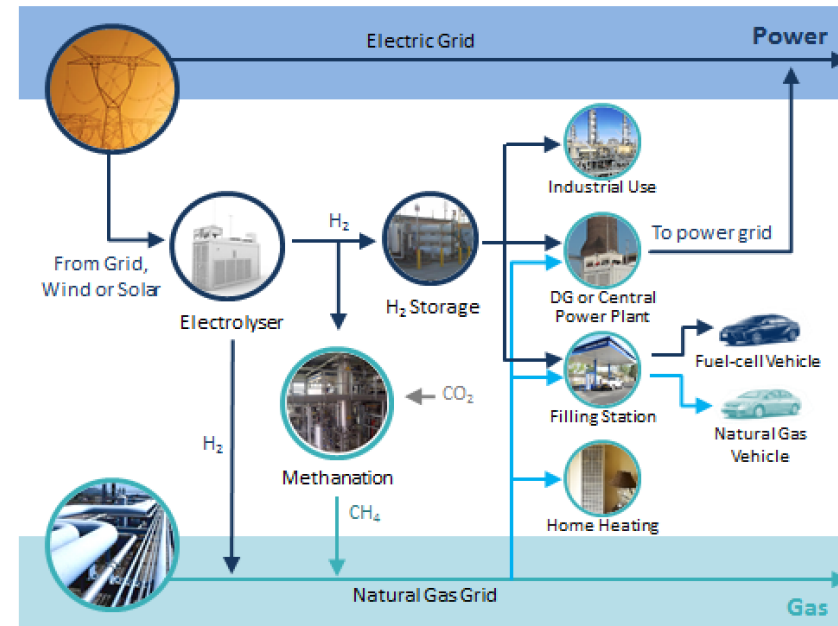 Electric Grid
Power
From Grid,
Wind or Solar
Electrolyser
H₂
H₂ Storage
Industrial Use
To power grid
DG or Central
Power Plant
Fuel-cell Vehicle
Filling Station
Natural Gas
Vehicle
CO₂
Methanation
H₂
CH₄
Home Heating
Natural Gas Grid
Gas